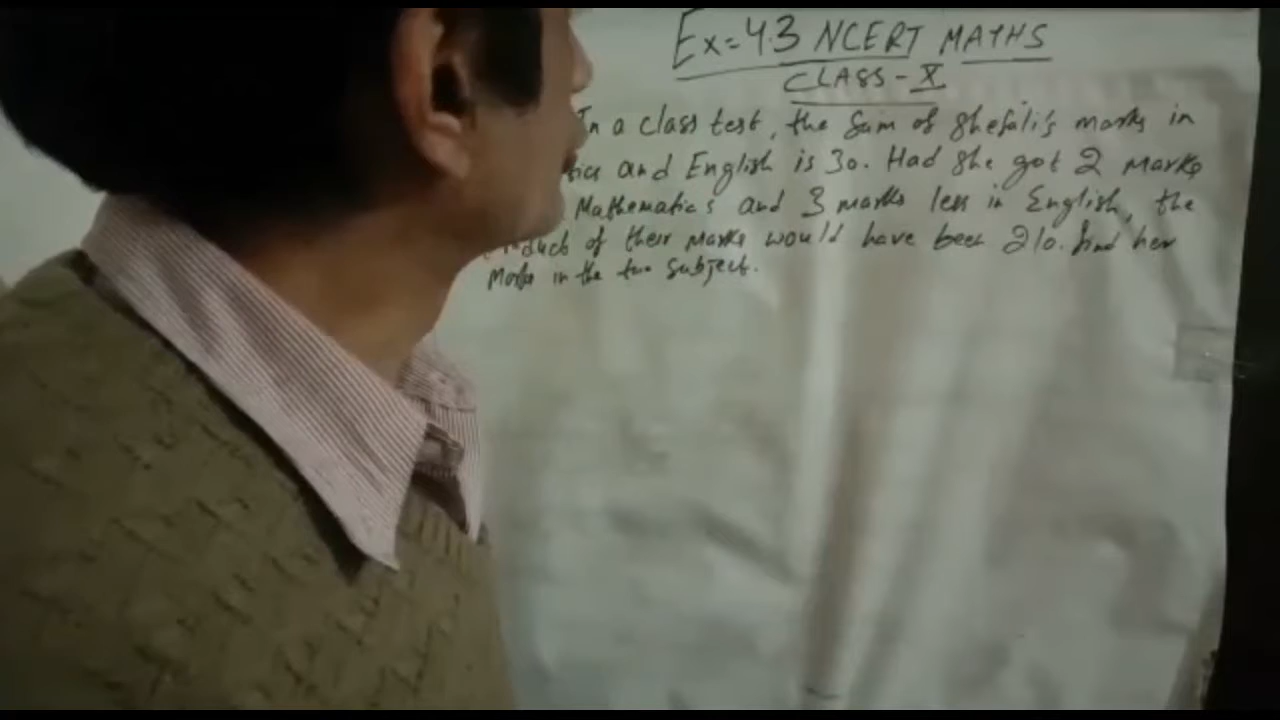 Ex=4.3 NCERT MATHS
CLASS-X
In a class test, the sum of Shefali's marks in
and English is 30. Had she got 2 marks
Mathematics and 3 marks less in English, the
of their marks would have been 210. find her
Marks in the two subject.